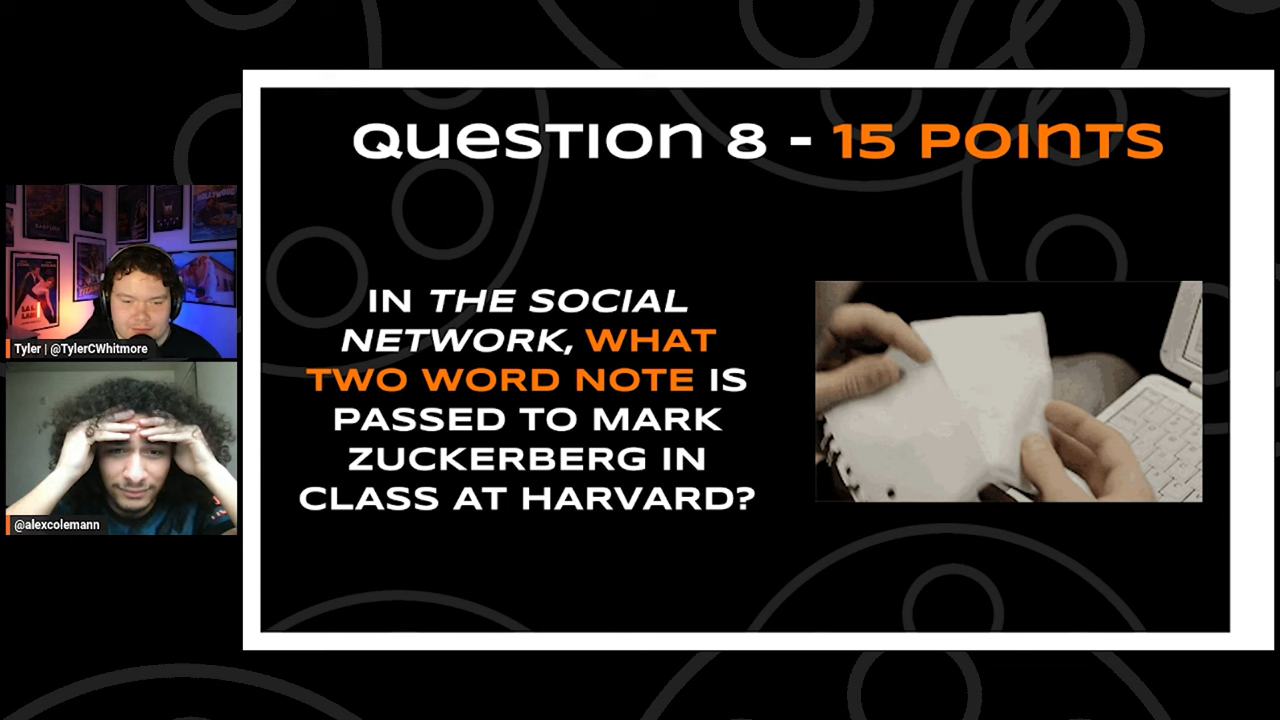 QUESTION 8 - 15 POINTS
IN THE SOCIAL
NETWORK, WHAT
TWO WORD NOTE IS
PASSED TO MARK
ZUCKERBERG IN
CLASS AT HARVARD?
Tyler | @TylerCWhitmore
@alexcolemann